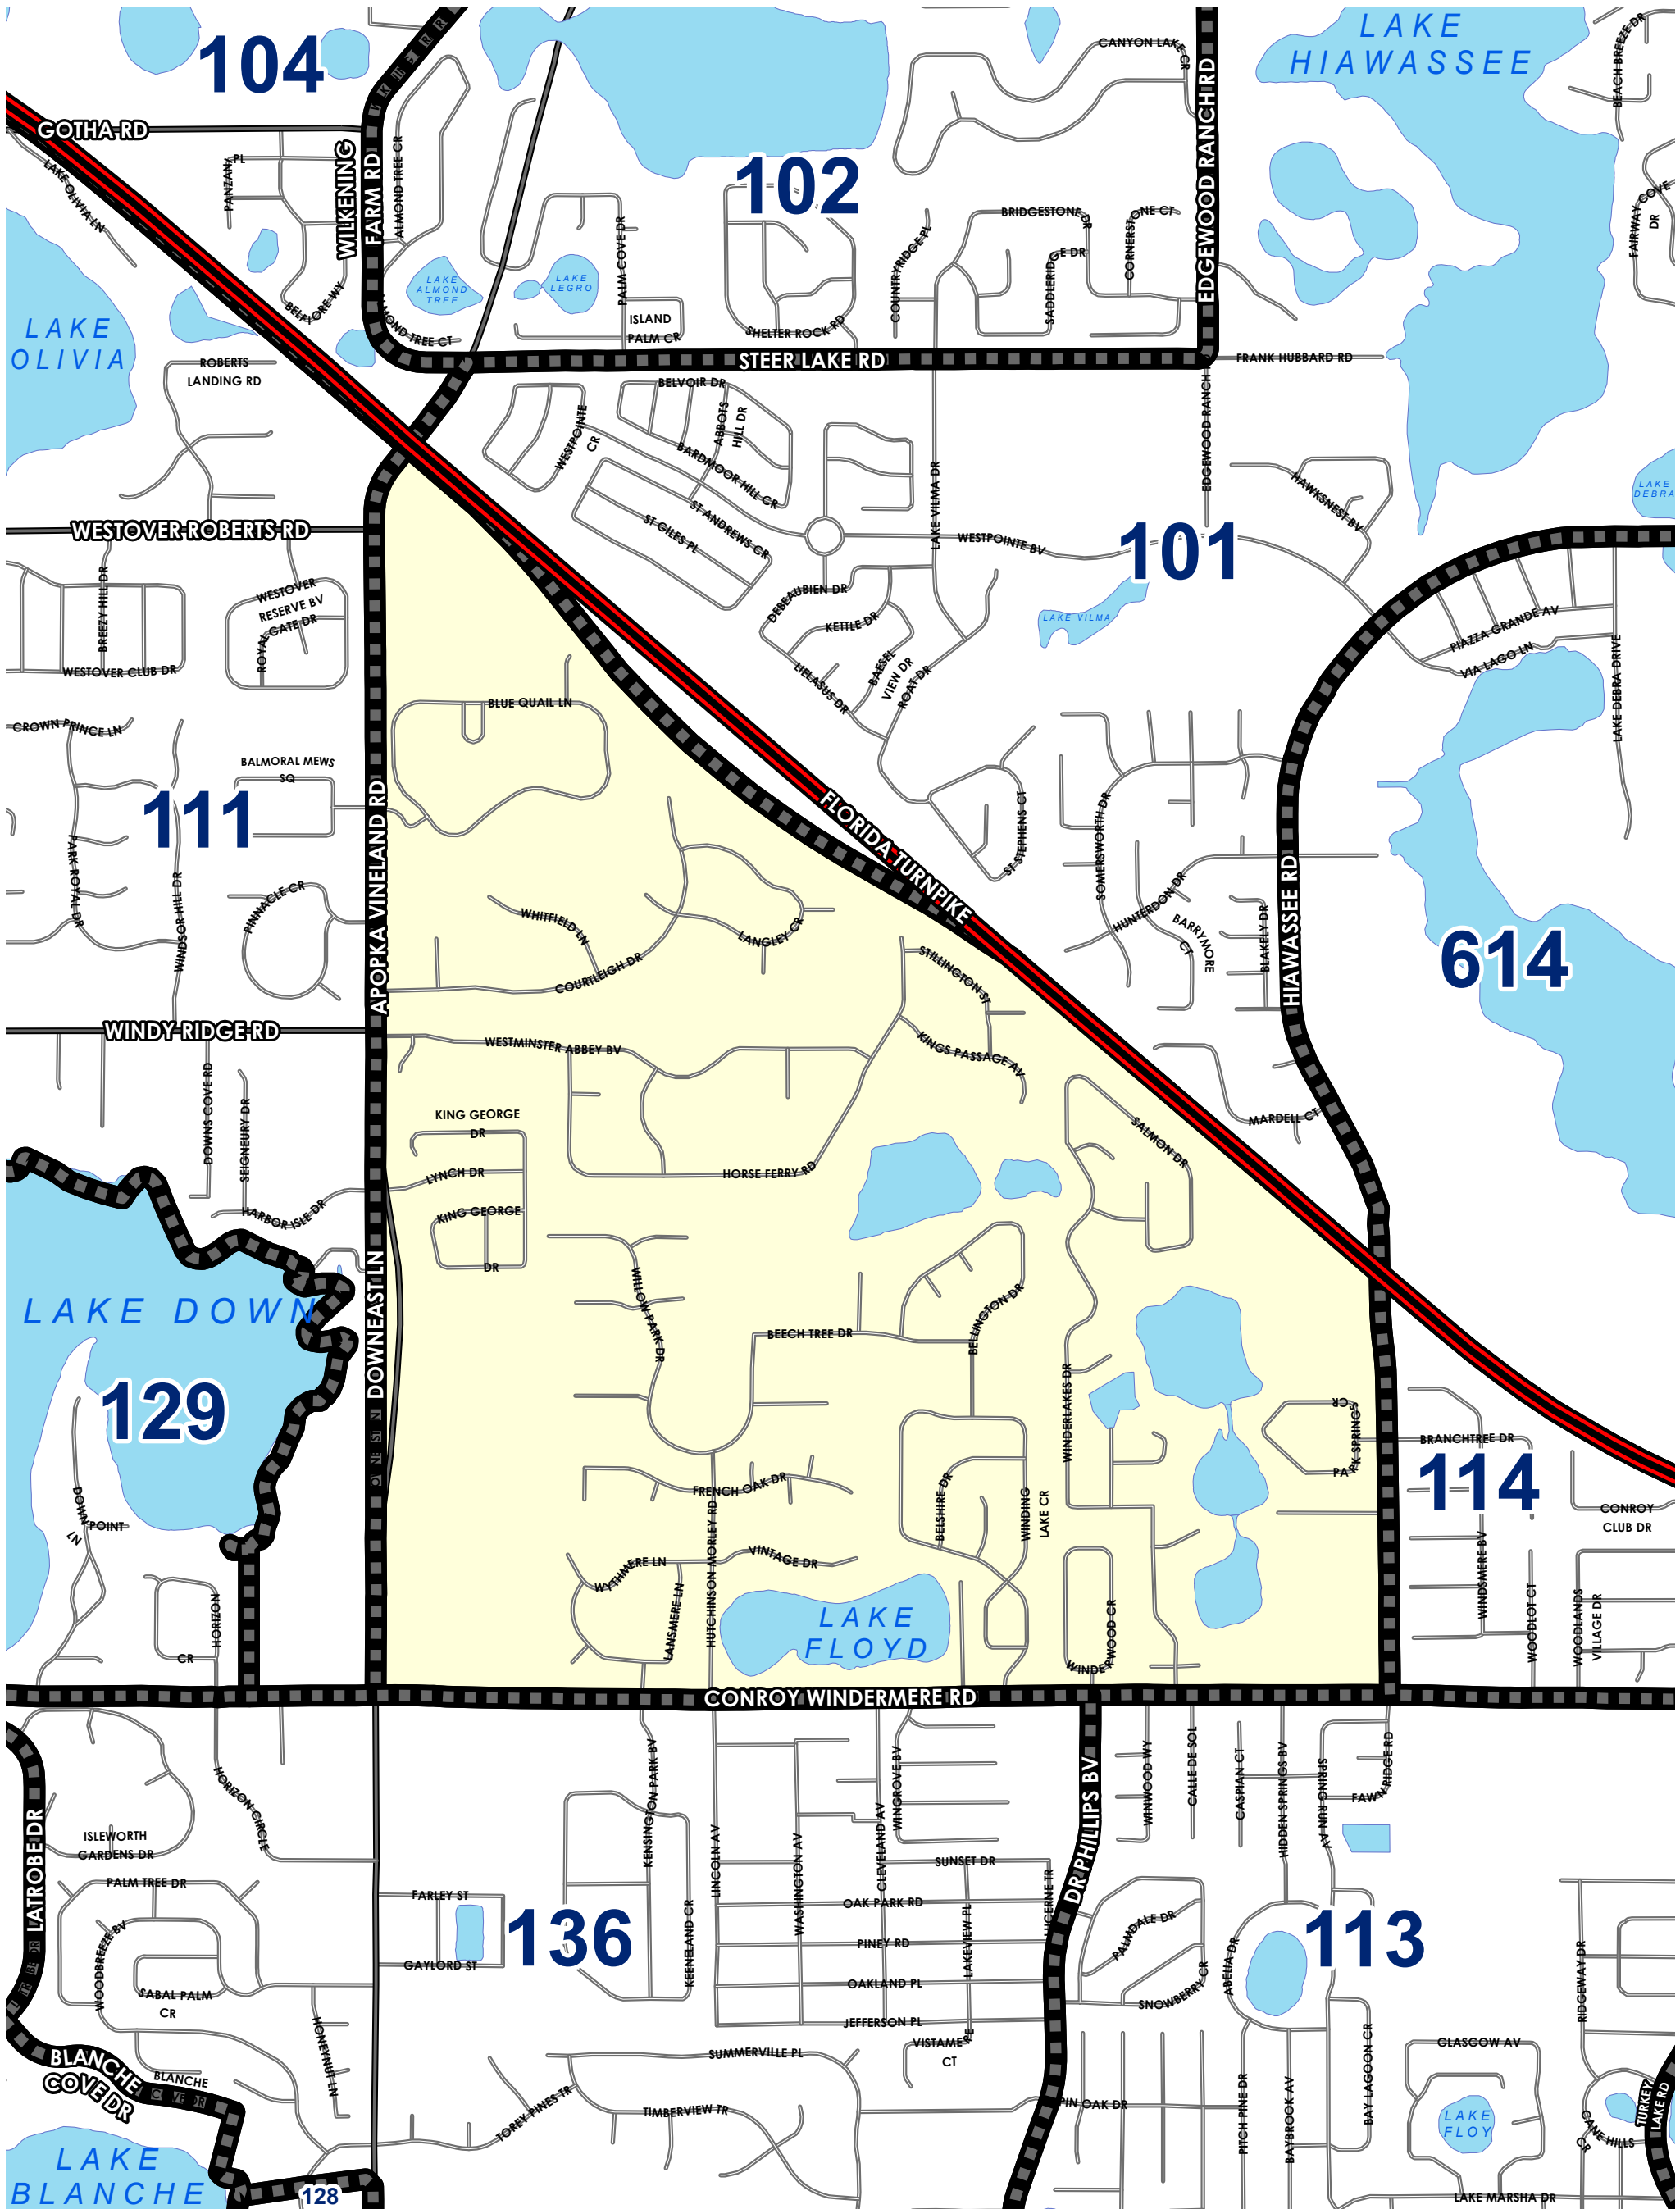 LAKE
HIAWASSEE
104
CANYON LAKE CR
BEACH BREEZE DR
GOTHA RD
EDGEWOOD RANCH RD
PANZANI PL
WILKENING
FARM RD
ALMOND TREE CR
LAKE OLIVIA LN
102
FAIRWAY COVE
DR
BRIDGESTONE DR
CORNERSTONE CT
COUNTRYRIDGE PL
SADDLERIDGE DR
PALM COVE DR
LAKE
ALMOND
TREE
LAKE
LEGRO
BELMORE WY
LAKE
OLIVIA
ISLAND
PALM CR
SHELTER ROCK RD
ALMOND TREE CT
STEER LAKE RD
FRANK HUBBARD RD
ROBERTS
LANDING RD
BELVOIR DR
ABBOTS
HILL DR
WESTPOINTE
CR
BARDMOOR HILL CR
EDGEWOOD RANCH RD
LAKE VILMA DR
HAWKSNEST BV
LAKE
DEBRA
ST ANDREWS CR
ST GILES PL
WESTOVER ROBERTS RD
WESTPOINTE BV
101
BREEZY HILL DR
WESTOVER
RESERVE BV
ROYAL GATE DR
DEBEAUBIEN DR
KETTLE DR
LAKE VILMA
PIAZZA GRANDE AV
VIA LAGO LN
LAKE DEBRA DRIVE
WESTOVER CLUB DR
LIELASUS DR
BAESEL
VIEW DR
ROAT DR
BLUE QUAIL LN
CROWN PRINCE LN
BALMORAL MEWS
SQ
111
APOPKA VINELAND RD
FLORIDA TURNPIKE
SOMERSWORTH DR
ST STEPHENS CT
HIAWASSEE RD
PARK ROYAL DR
WINDSOR HILL DR
PINNACLE CR
WHITFIELD LN
LANGLEY CR
HUNTERDON DR
BARRYMORE
CT
BLAKELY DR
614
COURTLEIGH DR
STILLINGTON ST
WINDY RIDGE RD
WESTMINSTER ABBEY BV
KINGS PASSAGE AV
DOWNS COVE RD
SEIGNEURY DR
KING GEORGE
DR
SALMON DR
MARDELL CT
LYNCH DR
HORSE FERRY RD
HARBOR ISLE DR
KING GEORGE
DR
DOWNEAST LN
LAKE DOWN
WILLOW PARK DR
BEECH TREE DR
BELLINGTON DR
WINDERLAKES DR
129
PARK SPRINGS
CR
BRANCHTREE DR
114
FRENCH OAK DR
BELSHIRE DR
WINDING
LAKE CR
CONROY
CLUB DR
DOWN POINT
LN
HUTCHINSON MORLEY RD
WYTHMERE LN
VINTAGE DR
LANSMERE LN
LAKE
FLOYD
WINDERWOOD CR
WINDSMERE BV
WOODLOT CT
WOODLANDS
VILLAGE DR
HORIZON
CR
CONROY WINDERMERE RD
HORIZON CIRCLE
KENSINGTON PARK BV
WINGROVE BV
DR PHILLIPS BV
WINWOOD WY
CALLE DE SOL
CASPIAN CT
HIDDEN SPRINGS BV
SPRING RUN AV
FAWN RIDGE RD
LATROBE DR
ISLEWORTH
GARDENS DR
LINCOLN AV
WASHINGTON AV
CLEVELAND AV
SUNSET DR
LUCERNE TR
PALM TREE DR
FARLEY ST
136
KEENELAND CR
OAK PARK RD
LAKEVIEW PL
PALMDALE DR
113
WOODBREEZE BV
PINEY RD
ABELIA DR
RIDGEWAY DR
GAYLORD ST
OAKLAND PL
SNOWBERRY CR
SABAL PALM
CR
JEFFERSON PL
HONEYNUT LN
VISTAMERE
CT
BAY LAGOON CR
GLASGOW AV
SUMMERVILLE PL
BLANCHE
COVE DR
BLANCHE
COVE DR
TOREY PINES TR
TIMBERVIEW TR
PIN OAK DR
PITCH PINE DR
BAYBROOK AV
LAKE
FLOY
CANE HILLS
CR
TURKEY
LAKE RD
LAKE
BLANCHE
128
LAKE MARSHA DR